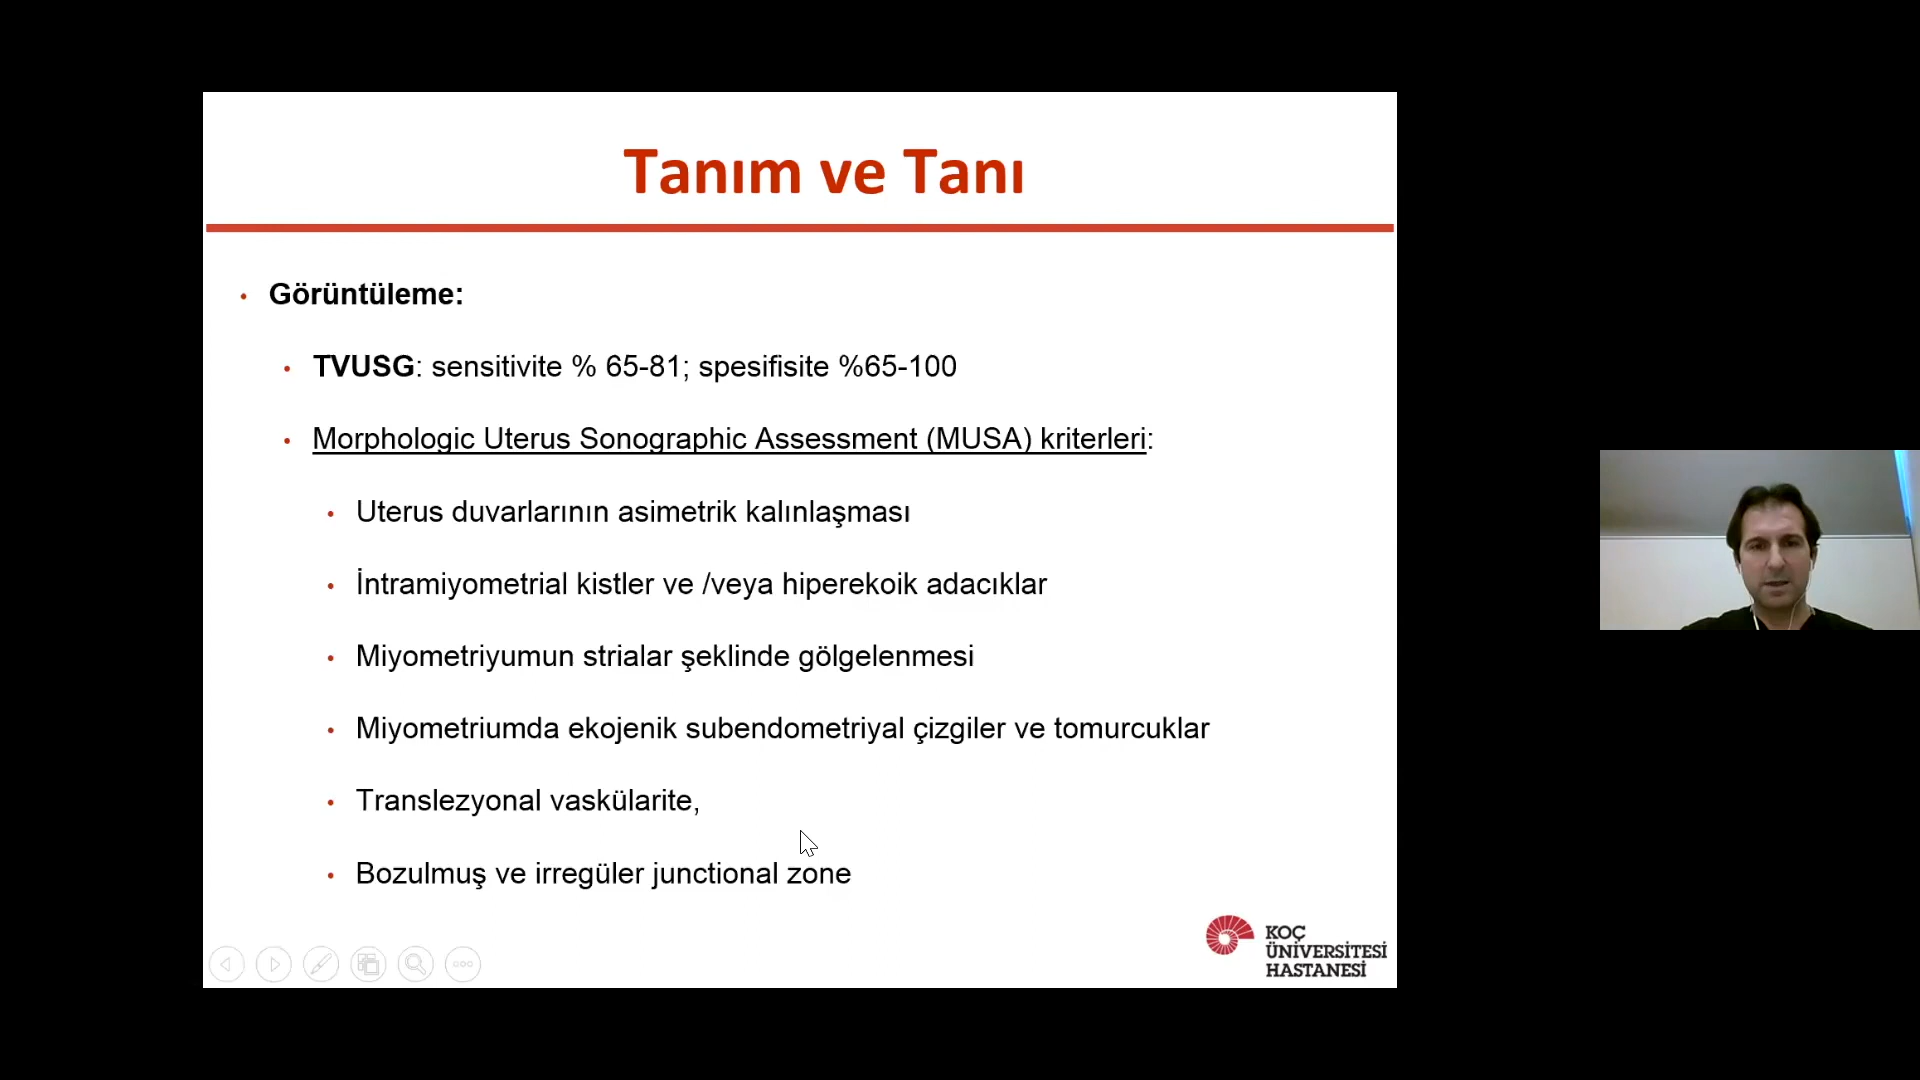 Tanım ve Tanı
• Görüntüleme:
• TVUSG: sensitivite % 65-81; spesifisite %65-100
• Morphologic Uterus Sonographic Assessment (MUSA) kriterleri:
• Uterus duvarlarının asimetrik kalınlaşması
• İntramiyometrial kistler ve /veya hiperekoik adacıklar
• Miyometriyumun strialar şeklinde gölgelenmesi
• Miyometriumda ekojenik subendometriyal çizgiler ve tomurcuklar
• Translezyonal vaskülarite,
• Bozulmuş ve irregüler junctional zone
KOÇ
ÜNİVERSİTESİ
HASTANESİ